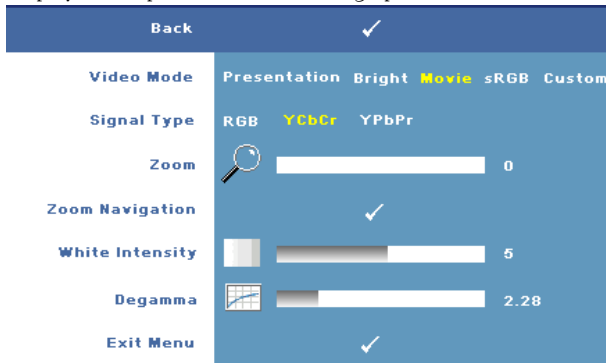 Back
Video Mode Presentation Bright Movie sRGB Custom
Signal Type RGB YCbCr YPbPr
Zoom 0
Zoom Navigation
White Intensity 5
Degamma 2.28
Exit Menu